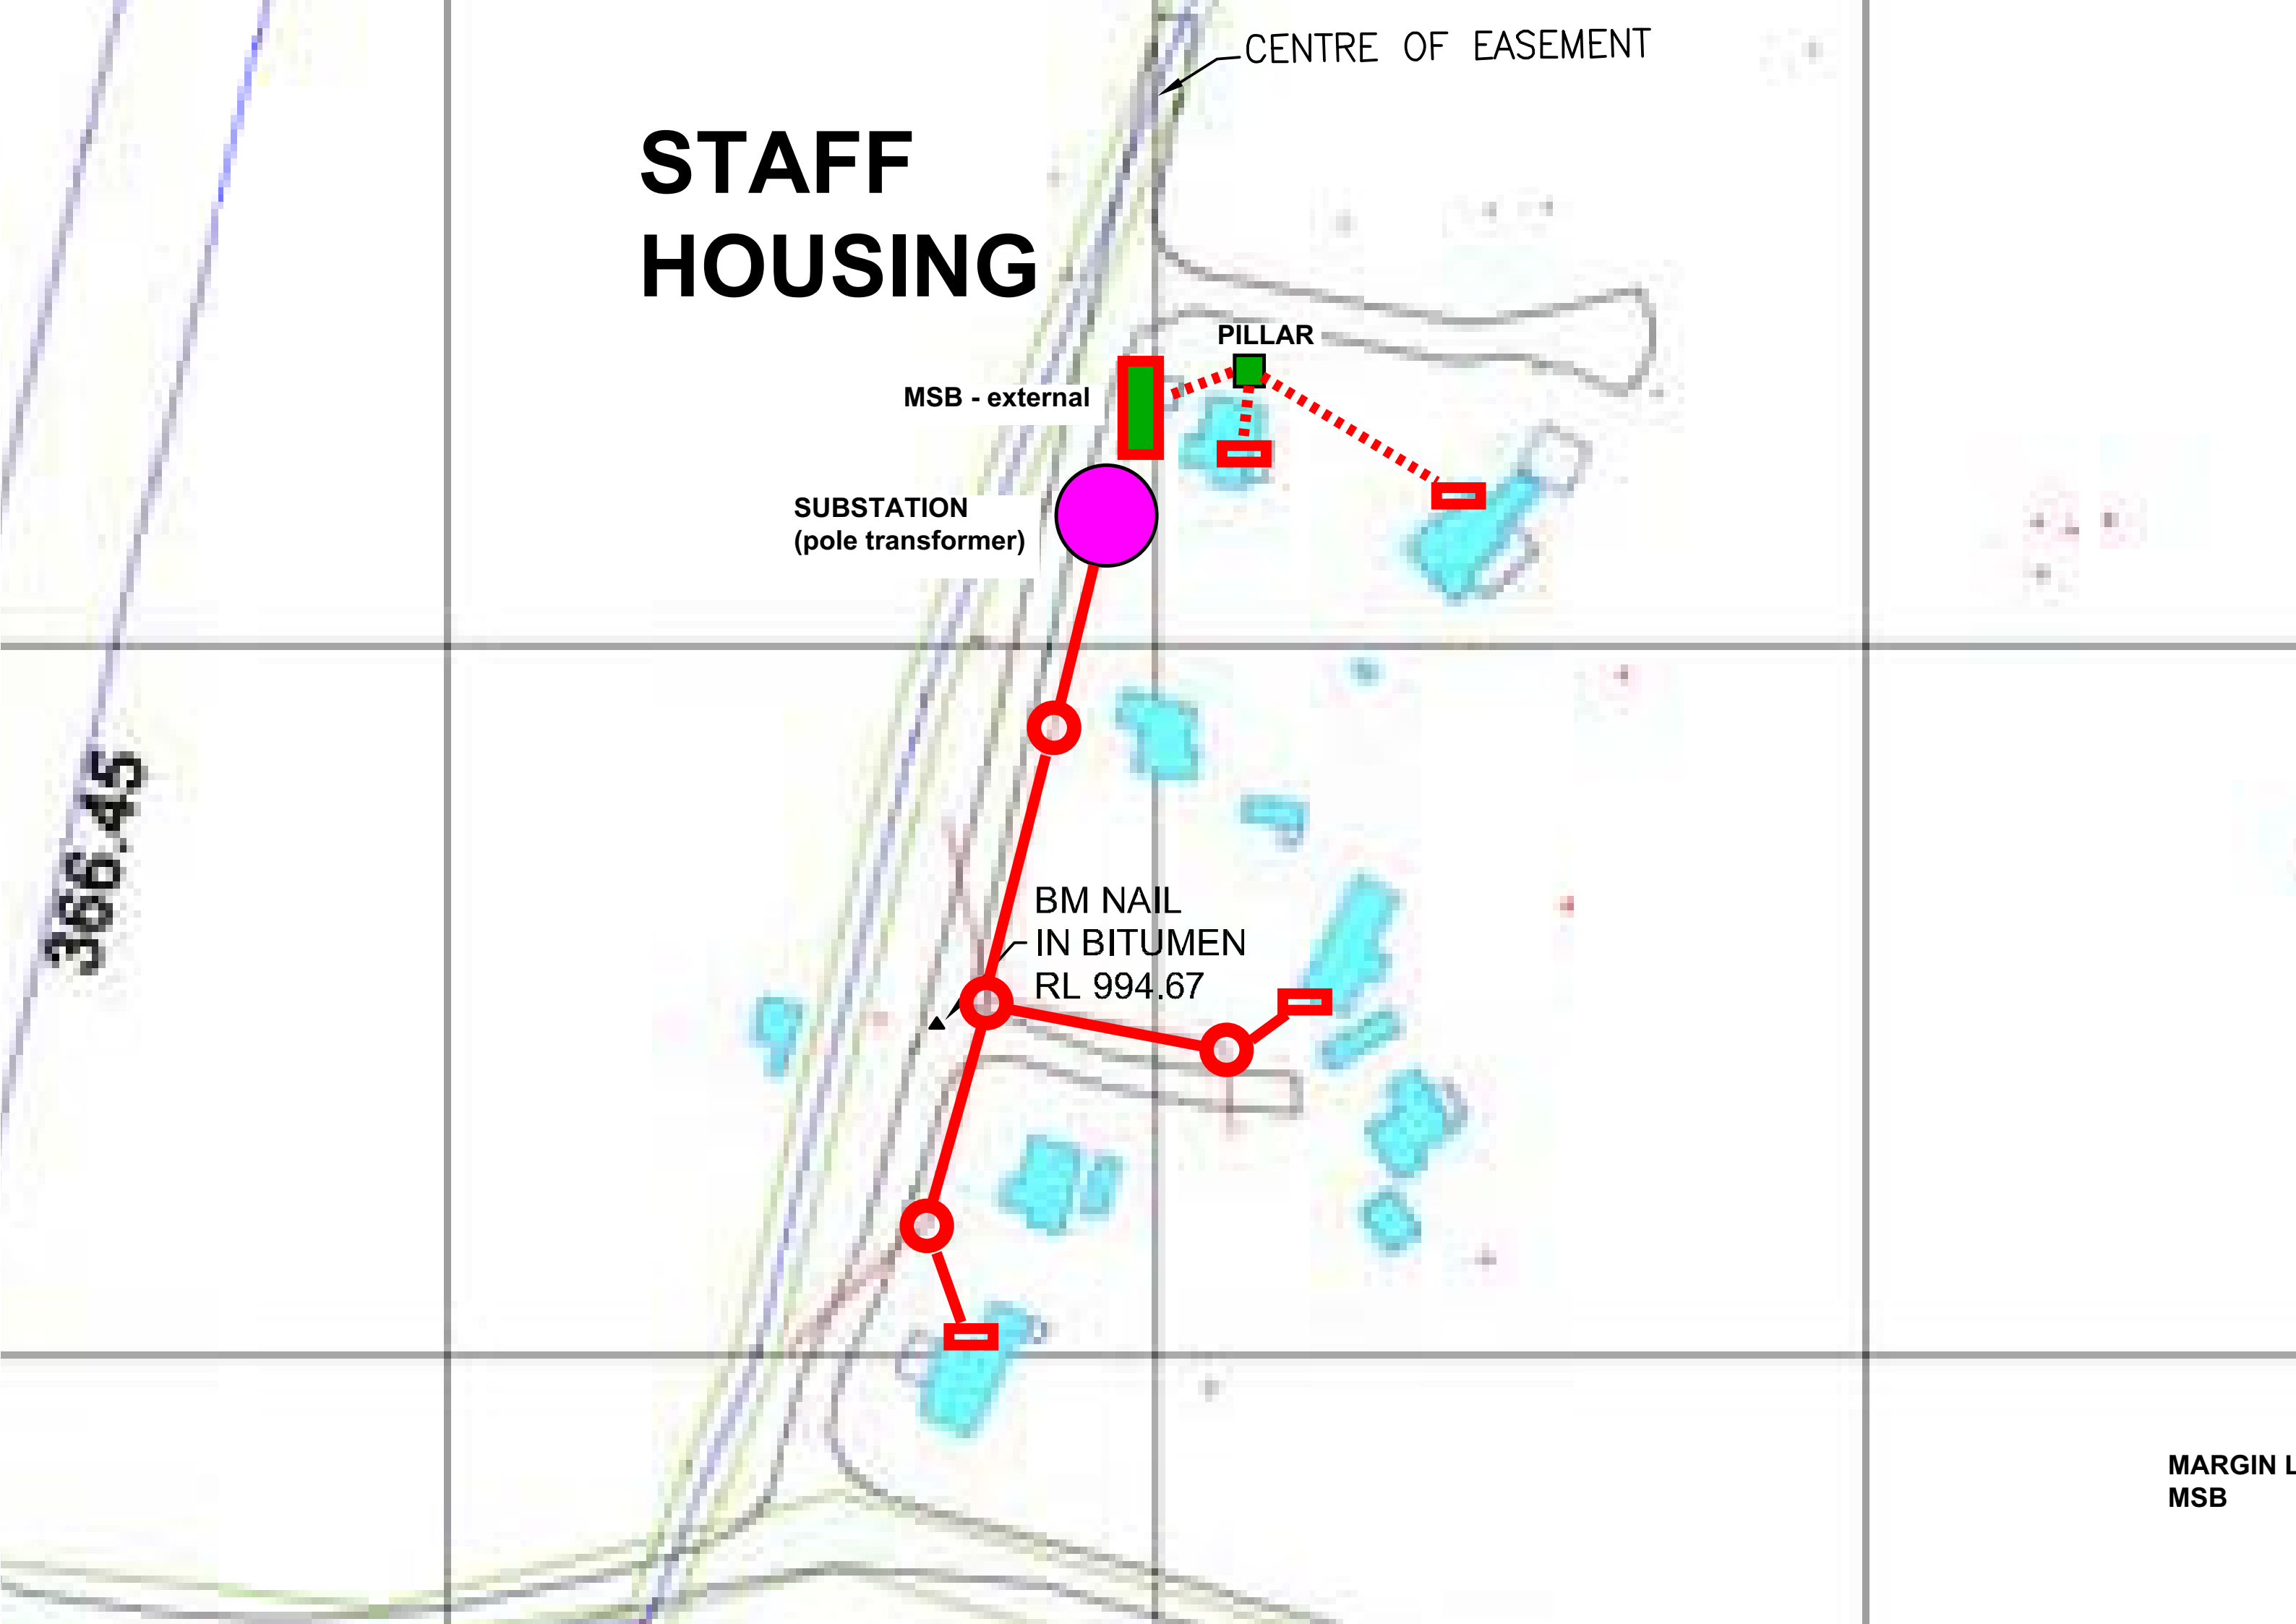 CENTRE OF EASEMENT
STAFF
HOUSING
PILLAR
MSB - external
SUBSTATION
(pole transformer)
366.45
BM NAIL
IN BITUMEN
RL 994.67
MARGIN L
MSB